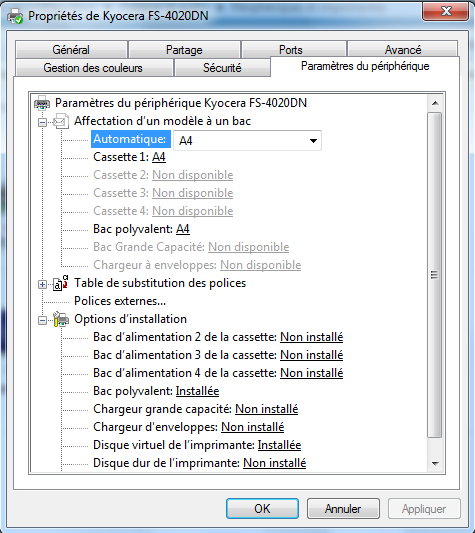 Propriétés de Kyocera FS-4020DN
Général Partage Ports Avancé
Gestion des couleurs Sécurité Paramètres du périphérique
Paramètres du périphérique Kyocera FS-4020DN
Affectation d'un modèle à un bac
Automatique: A4
Cassette 1: A4
Cassette 2: Non disponible
Cassette 3: Non disponible
Cassette 4: Non disponible
Bac polyvalent: A4
Bac Grande Capacité: Non disponible
Chargeur à enveloppes: Non disponible
Table de substitution des polices
Polices externes...
Options d'installation
Bac d'alimentation 2 de la cassette: Non installé
Bac d'alimentation 3 de la cassette: Non installé
Bac d'alimentation 4 de la cassette: Non installé
Bac polyvalent: Installée
Chargeur grande capacité: Non installé
Chargeur d'enveloppes: Non installé
Disque virtuel de l'imprimante: Installée
Disque dur de l'imprimante: Non installé
OK Annuler Appliquer